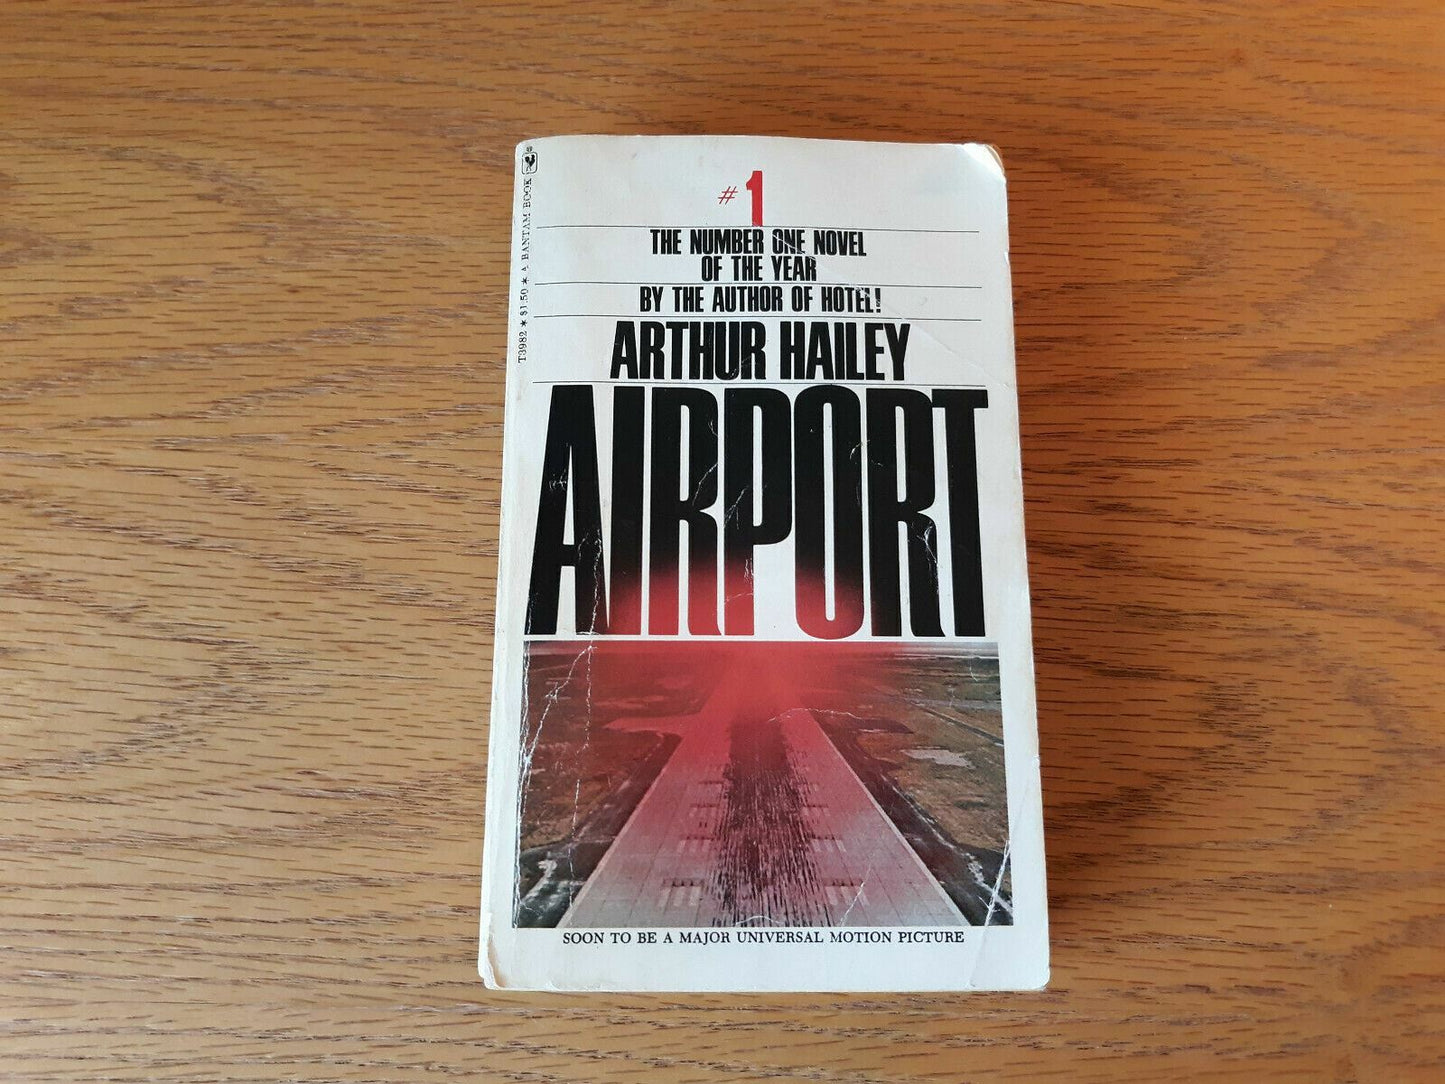 #1
THE NUMBER ONE NOVEL
OF THE YEAR
BY THE AUTHOR OF HOTEL!
ARTHUR HAILEY
AIRPORT
SOON TO BE A MAJOR UNIVERSAL MOTION PICTURE
T3982 * $1.50 * A BANTAM BOOK